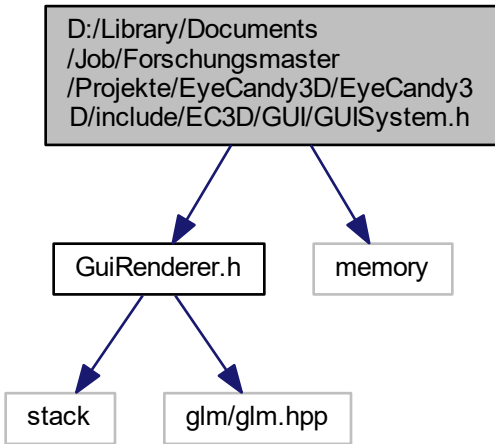 D:/Library/Documents
/Job/Forschungsmaster
/Projekte/EyeCandy3D/EyeCandy3
D/include/EC3D/GUI/GUISystem.h
GuiRenderer.h
memory
stack
glm/glm.hpp